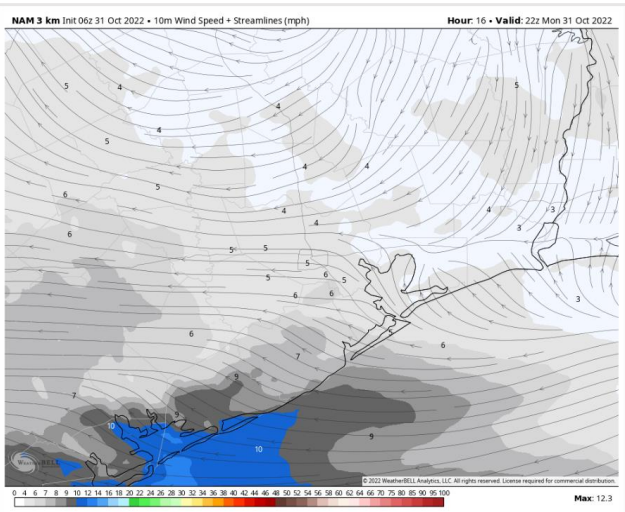 NAM 3 km Init 06z 31 Oct 2022 • 10m Wind Speed + Streamlines (mph) Hour: 16 • Valid: 22z Mon 31 Oct 2022
5 4 5
4
4
5
4 4
5
6 4 4 3
4 3
6
5 5
5
5 6 5
6 6 3
5
6 6
7
9
7 9
10
9
10
WeatherBELL
© 2022 WeatherBELL Analytics, LLC. All rights reserved. License required for commercial distribution.
0 4 5 6 7 8 9 10 12 14 16 18 20 22 24 26 28 30 32 34 36 38 40 42 44 46 48 50 52 54 56 58 60 62 64 66 70 75 80 85 90 95 100
Max: 12.3